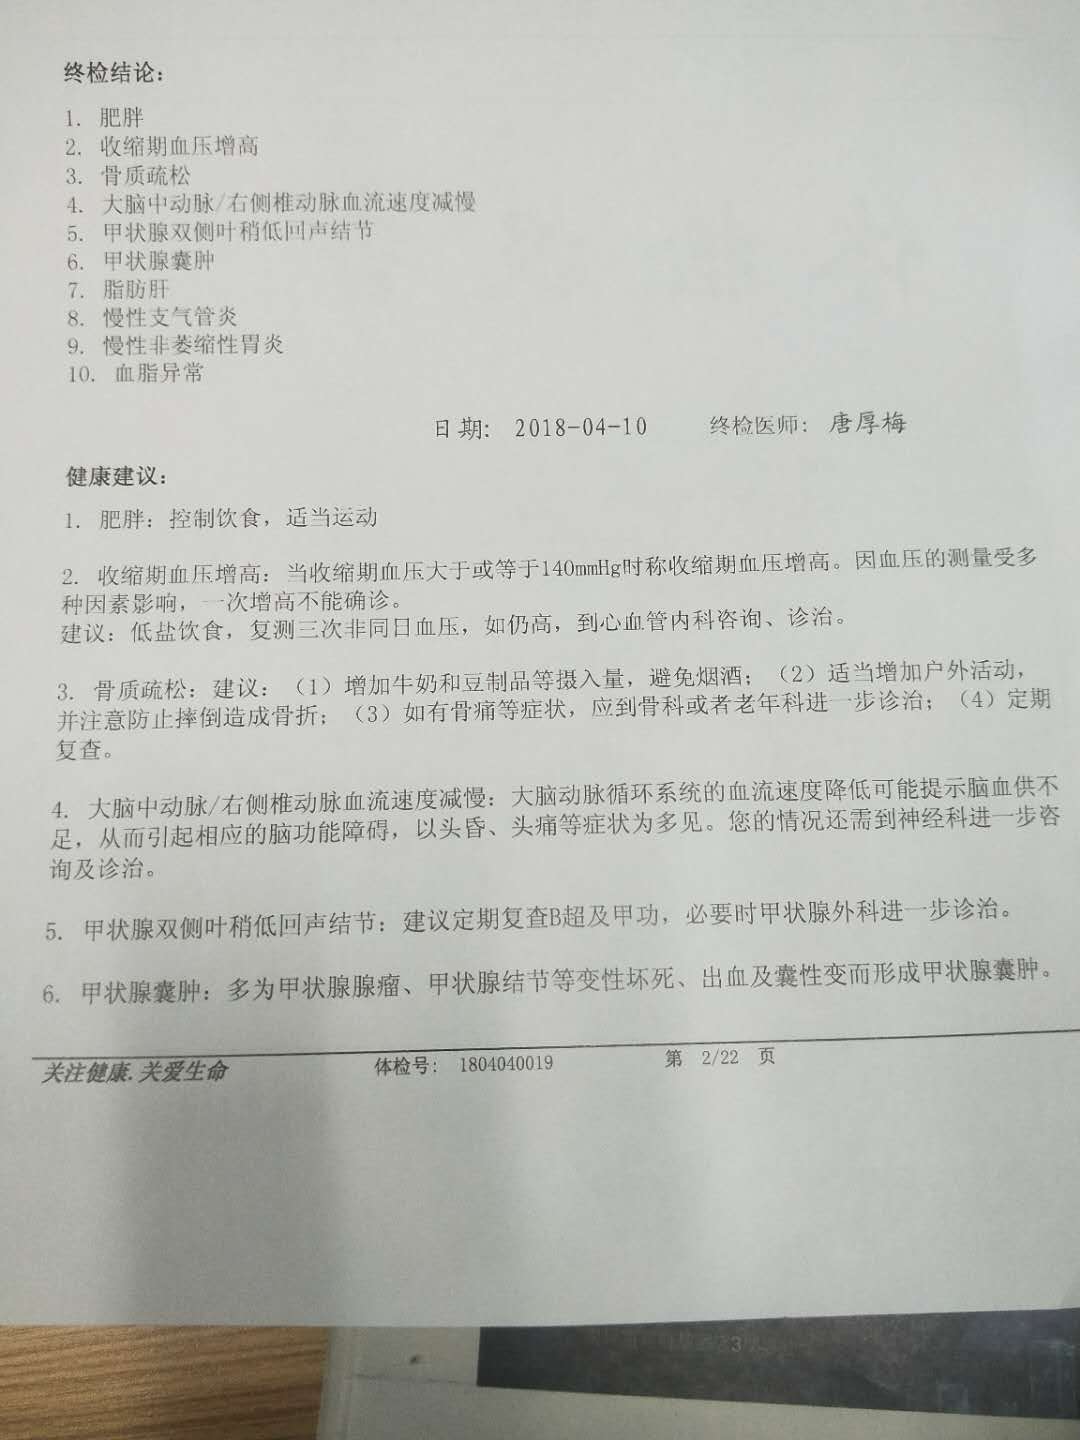 终检结论：
1. 肥胖
2. 收缩期血压增高
3. 骨质疏松
4. 大脑中动脉/右侧椎动脉血流速度减慢
5. 甲状腺双侧叶稍低回声结节
6. 甲状腺囊肿
7. 脂肪肝
8. 慢性支气管炎
9. 慢性非萎缩性胃炎
10. 血脂异常
日期： 2018-04-10 终检医师：唐厚梅
健康建议：
1. 肥胖：控制饮食，适当运动
2. 收缩期血压增高：当收缩期血压大于或等于140mmHg时称收缩期血压增高。因血压的测量受多
种因素影响，一次增高不能确诊。
建议：低盐饮食，复测三次非同日血压，如仍高，到心血管内科咨询、诊治。
3. 骨质疏松：建议：（1）增加牛奶和豆制品等摄入量，避免烟酒；（2）适当增加户外活动，
并注意防止摔倒造成骨折；（3）如有骨痛等症状，应到骨科或者老年科进一步诊治；（4）定期
复查。
4. 大脑中动脉/右侧椎动脉血流速度减慢：大脑动脉循环系统的血流速度降低可能提示脑血供不
足，从而引起相应的脑功能障碍，以头昏、头痛等症状为多见。您的情况还需到神经科进一步咨
询及诊治。
5. 甲状腺双侧叶稍低回声结节：建议定期复查B超及甲功，必要时甲状腺外科进一步诊治。
6. 甲状腺囊肿：多为甲状腺腺瘤、甲状腺结节等变性坏死、出血及囊性变而形成甲状腺囊肿。
关注健康.关爱生命 体检号： 1804040019 第 2/22 页